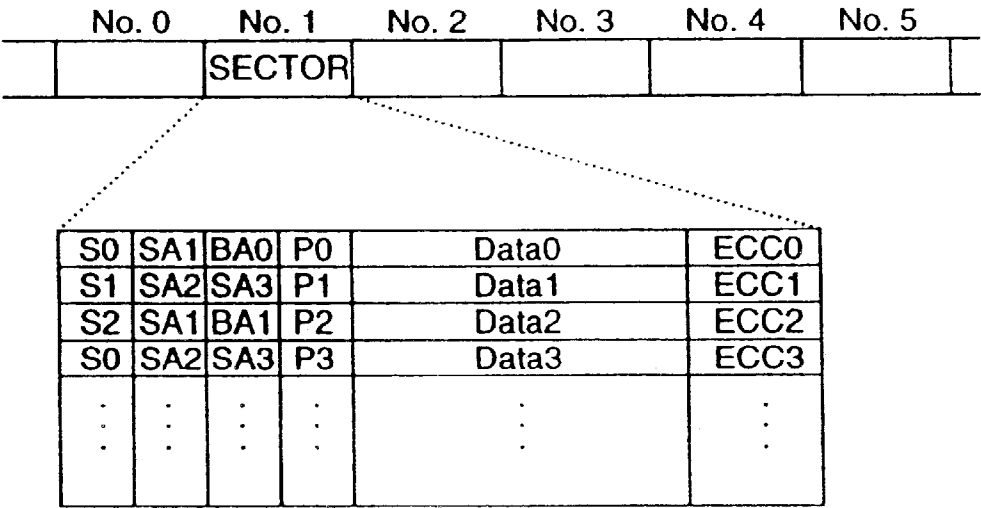 No. 0 No. 1 No. 2 No. 3 No. 4 No. 5
SECTOR
S0 SA1 BA0 P0 Data0 ECC0
S1 SA2 SA3 P1 Data1 ECC1
S2 SA1 BA1 P2 Data2 ECC2
S0 SA2 SA3 P3 Data3 ECC3